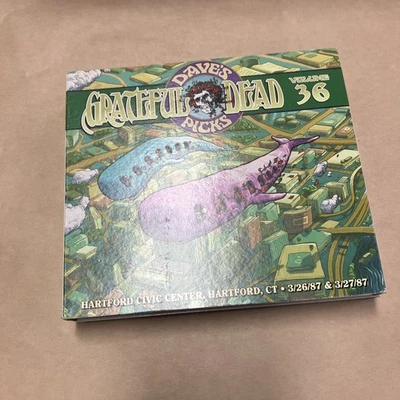 DAVE'S
GRATEFUL DEAD
PICKS
VOLUME
36
HARTFORD CIVIC CENTER, HARTFORD, CT • 3/26/87 & 3/27/87